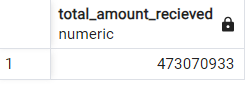 total_amount_recieved
numeric
1 473070933